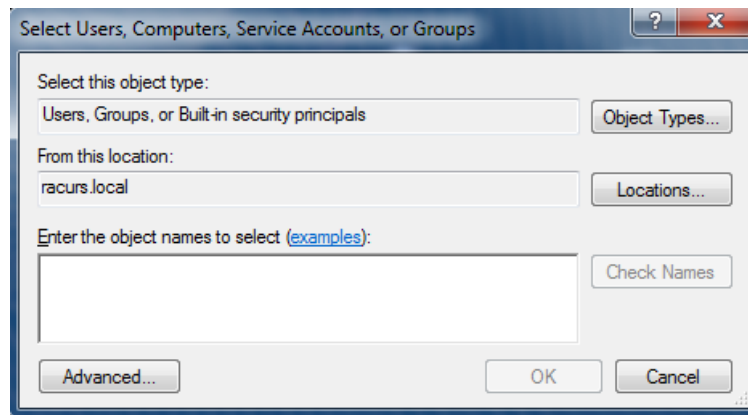 Select Users, Computers, Service Accounts, or Groups
Select this object type:
Users, Groups, or Built-in security principals
Object Types...
From this location:
racurs.local
Locations...
Enter the object names to select (examples):
Check Names
Advanced...
OK
Cancel